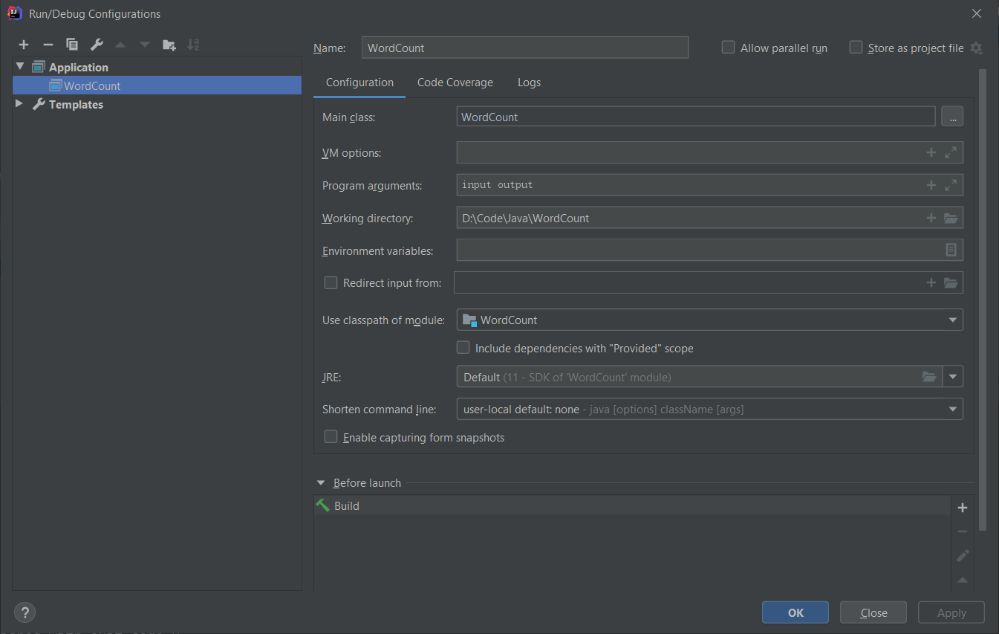 Run/Debug Configurations
Application
WordCount
Templates
Name: WordCount Allow parallel run Store as project file
Configuration Code Coverage Logs
Main class: WordCount ...
VM options:
Program arguments: input output
Working directory: D:\Code\Java\WordCount
Environment variables:
Redirect input from:
Use classpath of module: WordCount
Include dependencies with "Provided" scope
JRE: Default (11 - SDK of 'WordCount' module)
Shorten command line: user-local default: none - java [options] className [args]
Enable capturing form snapshots
Before launch
Build
? OK Close Apply